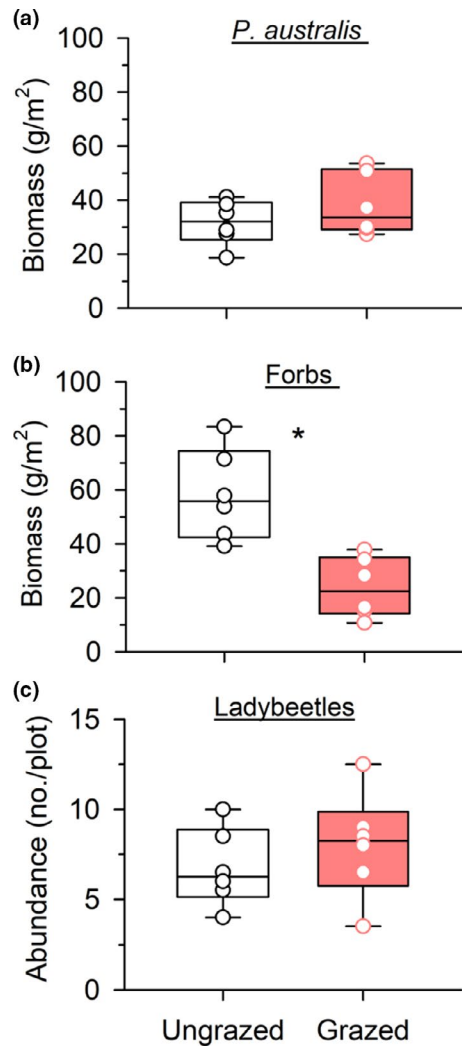 (a)
P. australis
Biomass (g/m²)
100
80
60
40
20
0
(b)
Forbs
Biomass (g/m²)
100
80
60
40
20
0
*
(c)
Ladybeetles
Abundance (no./plot)
15
10
5
0
Ungrazed Grazed